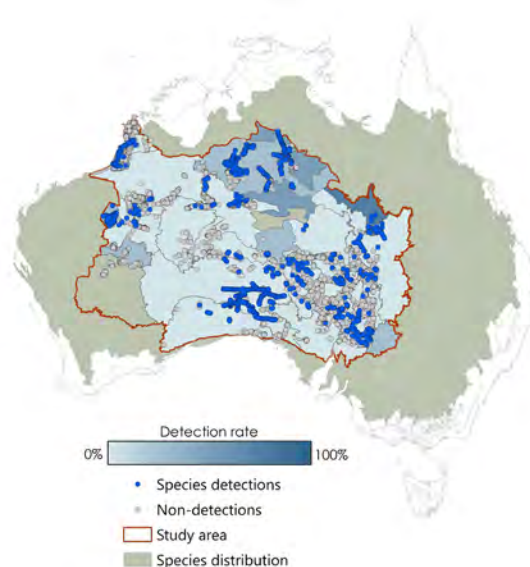 Detection rate
0% 100%
Species detections
Non-detections
Study area
Species distribution